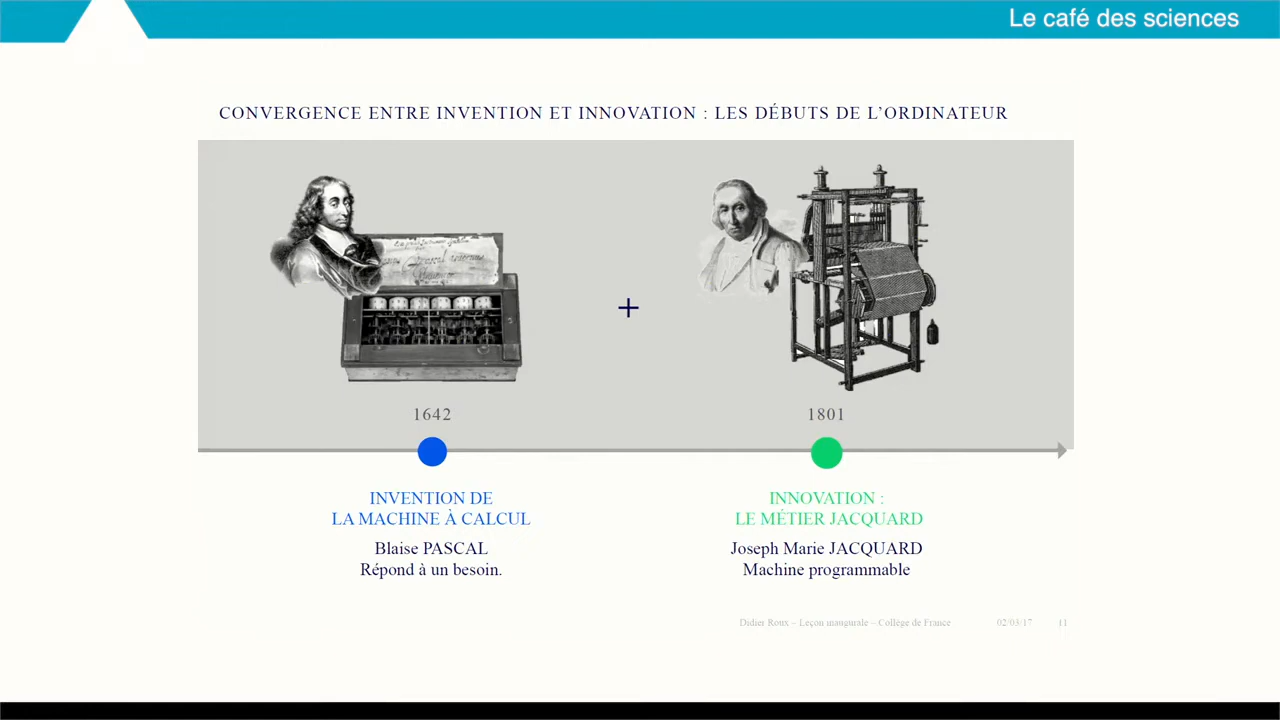 Le café des sciences
CONVERGENCE ENTRE INVENTION ET INNOVATION : LES DÉBUTS DE L'ORDINATEUR
+
1642
1801
INVENTION DE
LA MACHINE À CALCUL
Blaise PASCAL
Répond à un besoin.
INNOVATION :
LE MÉTIER JACQUARD
Joseph Marie JACQUARD
Machine programmable
Didier Roux – Leçon inaugurale – Collège de France 02/03/17 11